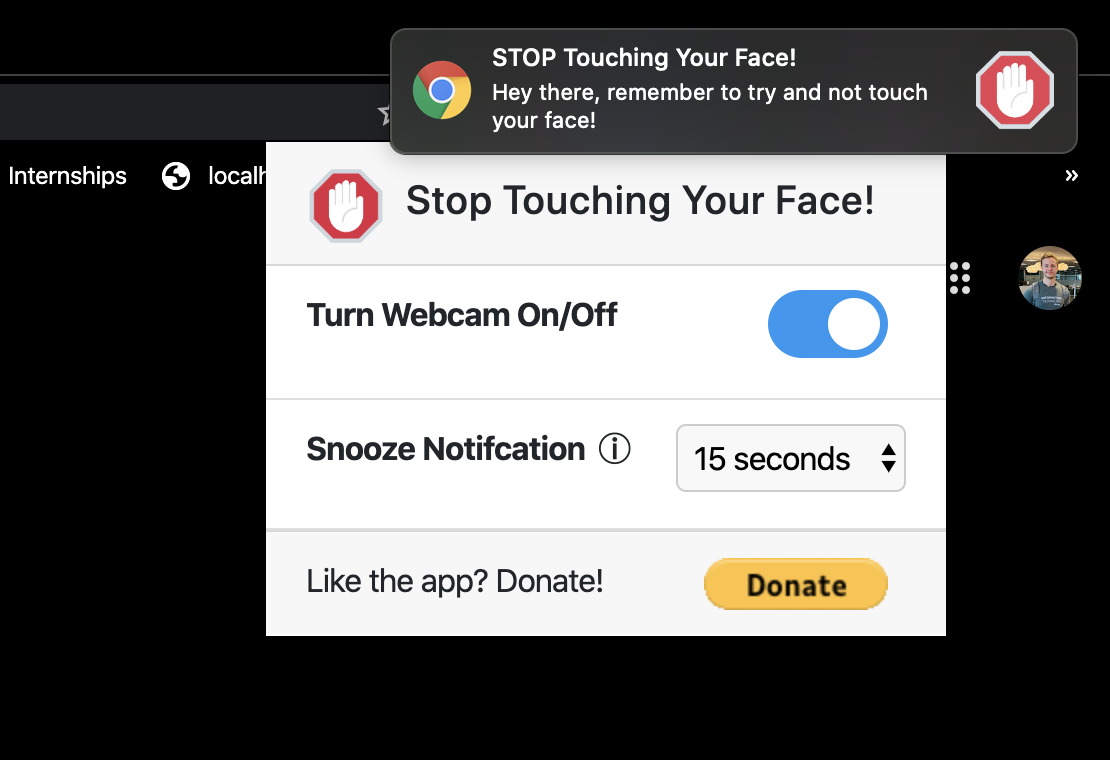 STOP Touching Your Face!
Hey there, remember to try and not touch
your face!
Internships
localh
»
Stop Touching Your Face!
Turn Webcam On/Off
Snooze Notifcation ⓘ
15 seconds
Like the app? Donate!
Donate